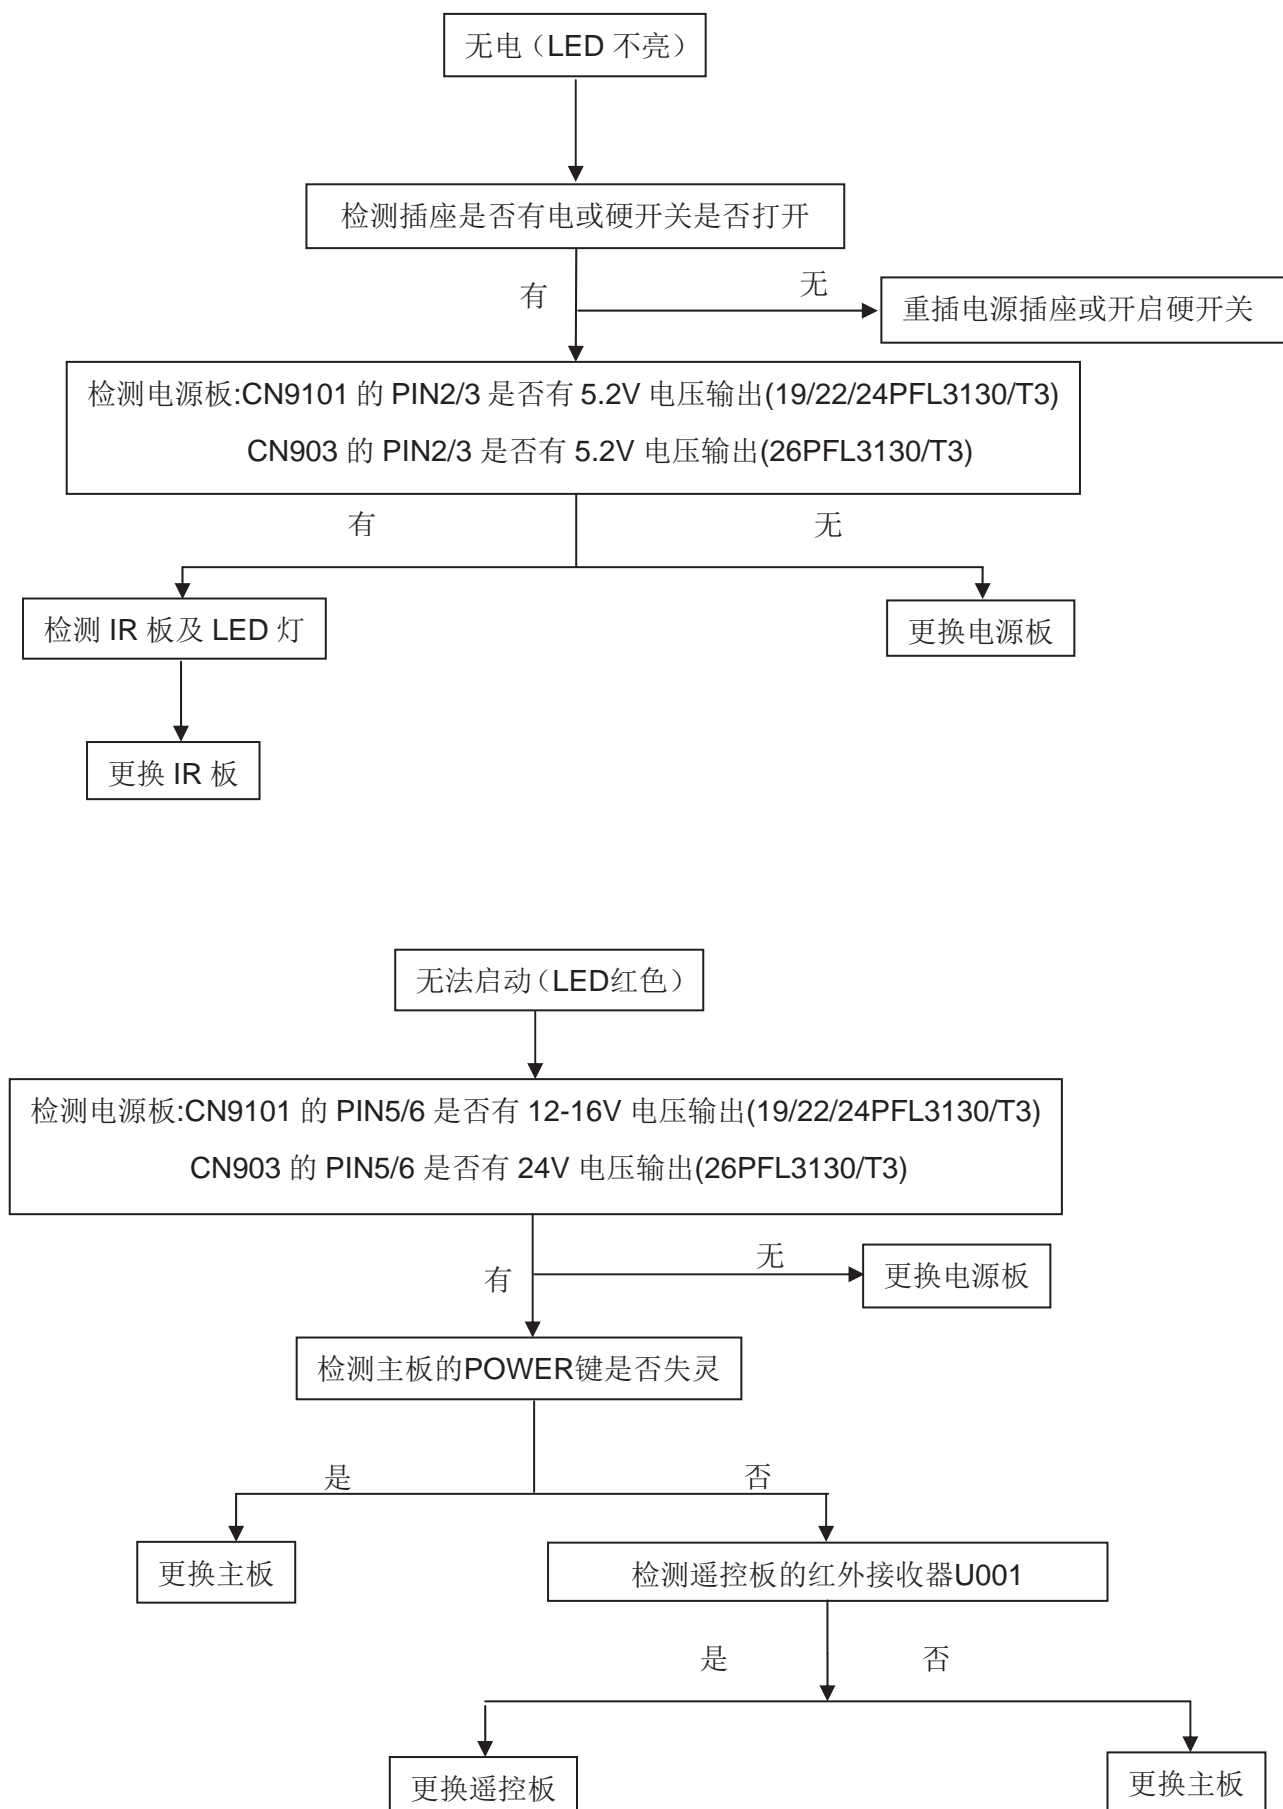 无电（LED 不亮）
检测插座是否有电或硬开关是否打开
有
无
重插电源插座或开启硬开关
检测电源板:CN9101 的 PIN2/3 是否有 5.2V 电压输出(19/22/24PFL3130/T3)
CN903 的 PIN2/3 是否有 5.2V 电压输出(26PFL3130/T3)
有
无
检测 IR 板及 LED 灯
更换电源板
更换 IR 板
无法启动（LED红色）
检测电源板:CN9101 的 PIN5/6 是否有 12-16V 电压输出(19/22/24PFL3130/T3)
CN903 的 PIN5/6 是否有 24V 电压输出(26PFL3130/T3)
有
无
更换电源板
检测主板的POWER键是否失灵
是
否
更换主板
检测遥控板的红外接收器U001
是
否
更换遥控板
更换主板